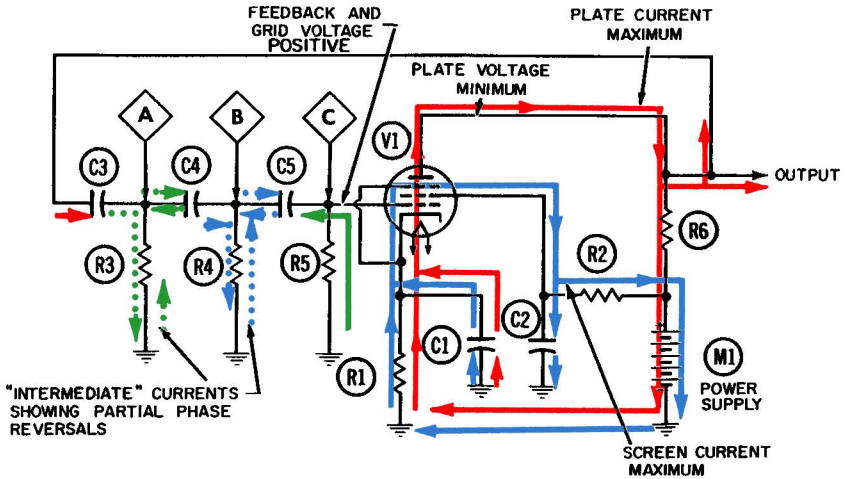 FEEDBACK AND
GRID VOLTAGE
POSITIVE
PLATE CURRENT
MAXIMUM
PLATE VOLTAGE
MINIMUM
A
B
C
V1
C3
C4
C5
OUTPUT
R3
R4
R5
R6
R2
C1
C2
R1
M1
POWER
SUPPLY
"INTERMEDIATE" CURRENTS
SHOWING PARTIAL PHASE
REVERSALS
SCREEN CURRENT
MAXIMUM